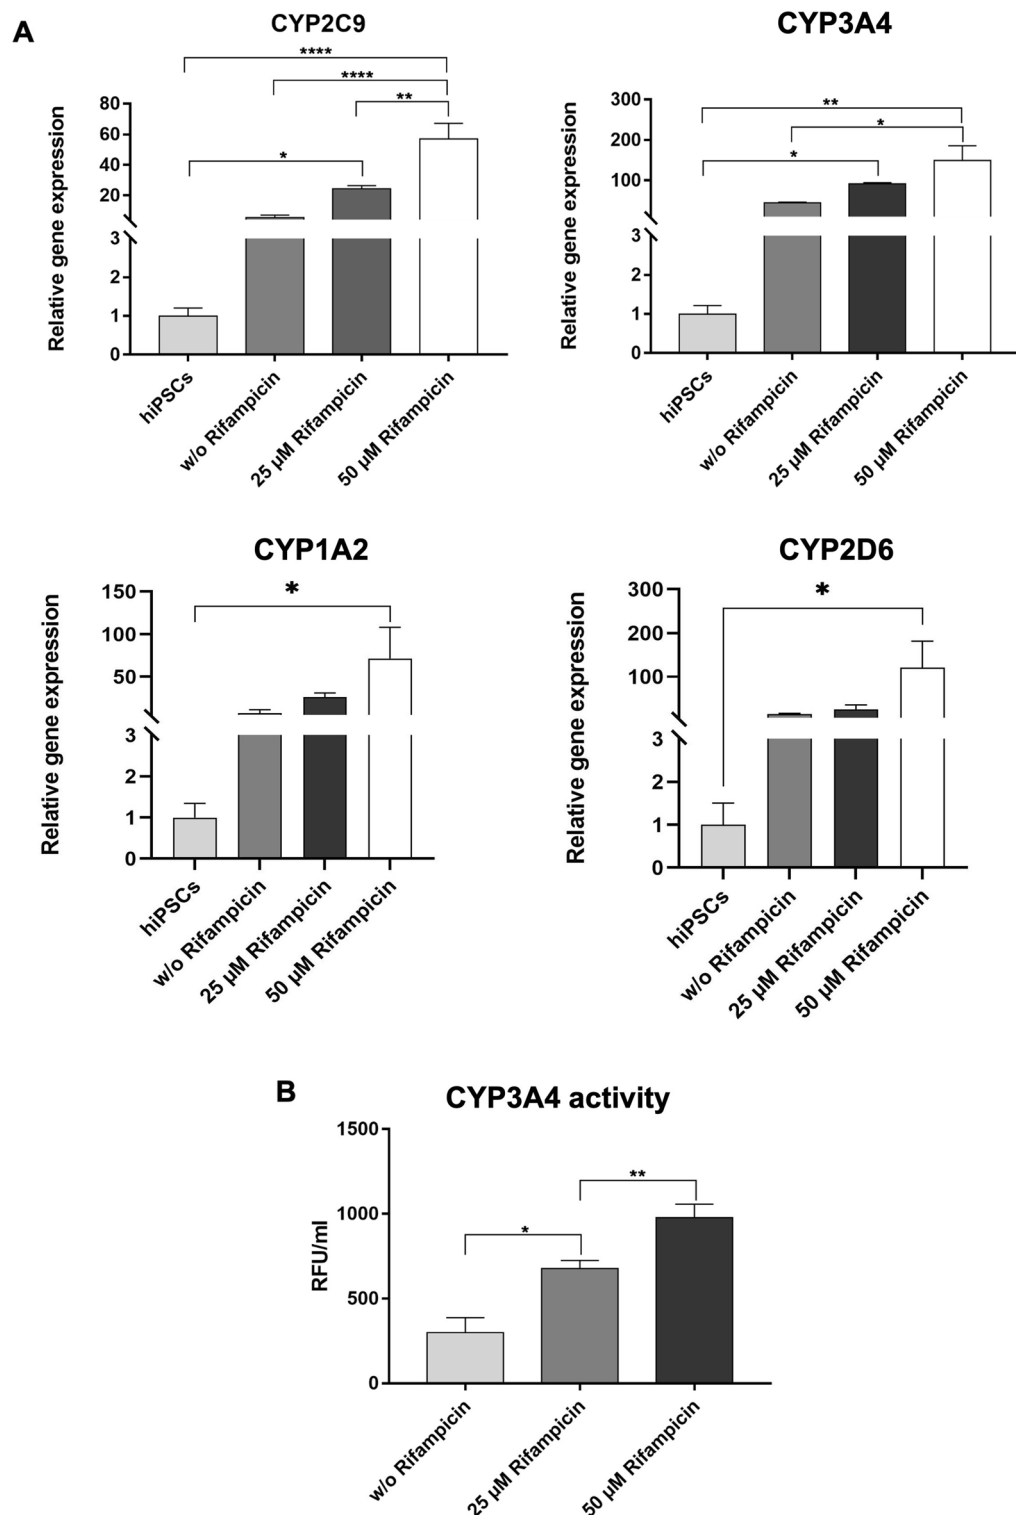 A
CYP2C9
Relative gene expression
80
60
40
20
3
2
1
0
****
****
**
*
hiPSCs
w/o Rifampicin
25 µM Rifampicin
50 µM Rifampicin
CYP3A4
Relative gene expression
300
200
100
3
2
1
0
**
*
*
hiPSCs
w/o Rifampicin
25 µM Rifampicin
50 µM Rifampicin
CYP1A2
Relative gene expression
150
100
50
3
2
1
0
*
hiPSCs
w/o Rifampicin
25 µM Rifampicin
50 µM Rifampicin
CYP2D6
Relative gene expression
300
200
100
3
2
1
0
*
hiPSCs
w/o Rifampicin
25 µM Rifampicin
50 µM Rifampicin
B
CYP3A4 activity
RFU/ml
1500
1000
500
0
**
*
w/o Rifampicin
25 µM Rifampicin
50 µM Rifampicin